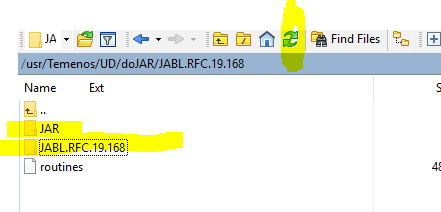 JA
Find Files
/usr/Temenos/UD/doJAR/JABL.RFC.19.168
Name Ext
..
JAR
JABL.RFC.19.168
routines 48